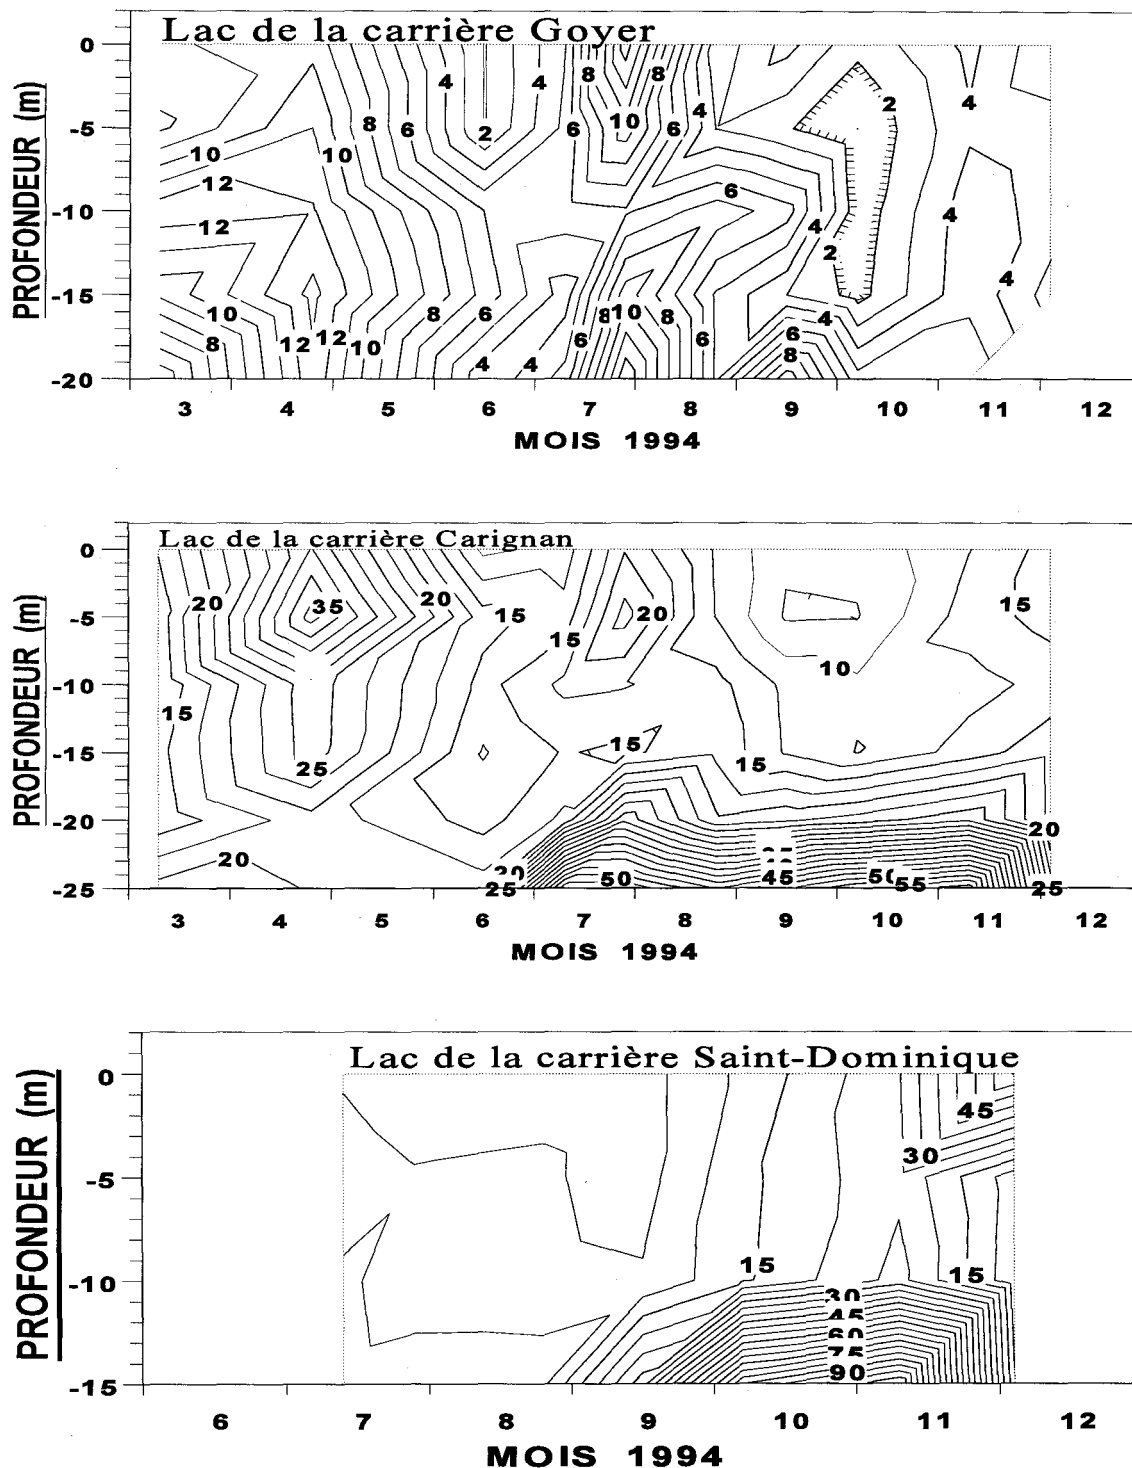 Lac de la carrière Goyer
PROFONDEUR (m)
0
-5
-10
-15
-20
4 4 8 8 2
8 6 2 6 10 6 4 4
10 10
12 6
12 4 4
2 4
10 8 6 8 10 8 4
8 12 12 10 6 6
4 4 8
3 4 5 6 7 8 9 10 11 12
MOIS 1994
Lac de la carrière Carignan
PROFONDEUR (m)
0
-5
-10
-15
-20
-25
20 35 20 15 20 15
15
10
15
15
25 15
20
20
50 45 50 55
25 25
3 4 5 6 7 8 9 10 11 12
MOIS 1994
Lac de la carrière Saint-Dominique
PROFONDEUR (m)
0
-5
-10
-15
45
30
15 15
30
45
60
75
90
6 7 8 9 10 11 12
MOIS 1994